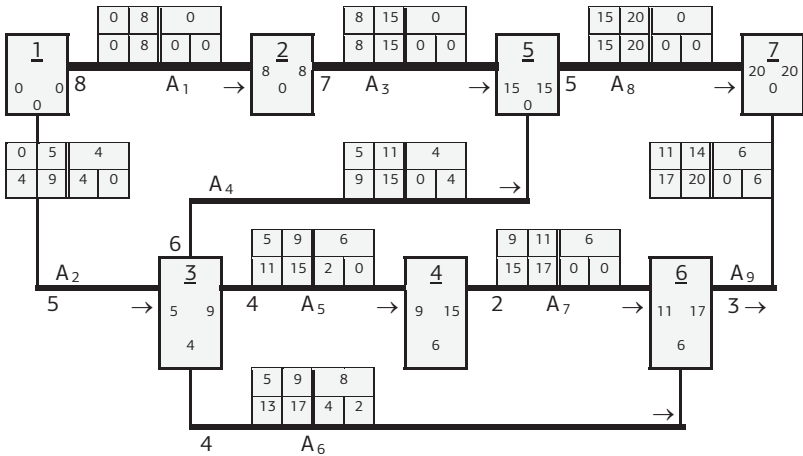 0 8 0
0 8 0 0
8 15 0
8 15 0 0
15 20 0
15 20 0 0
1
0 0
0
8 A1 →
2
8 8
0
7 A3 →
5
15 15
0
5 A8 →
7
20 20
0
0 5 4
4 9 4 0
5 11 4
9 15 0 4
11 14 6
17 20 0 6
A4 →
6
A2
5 →
3
5 9
4
5 9 6
11 15 2 0
4 A5 →
4
9 15
6
9 11 6
15 17 0 0
2 A7 →
6
11 17
6
A9
3 →
5 9 8
13 17 4 2
→
4 A6